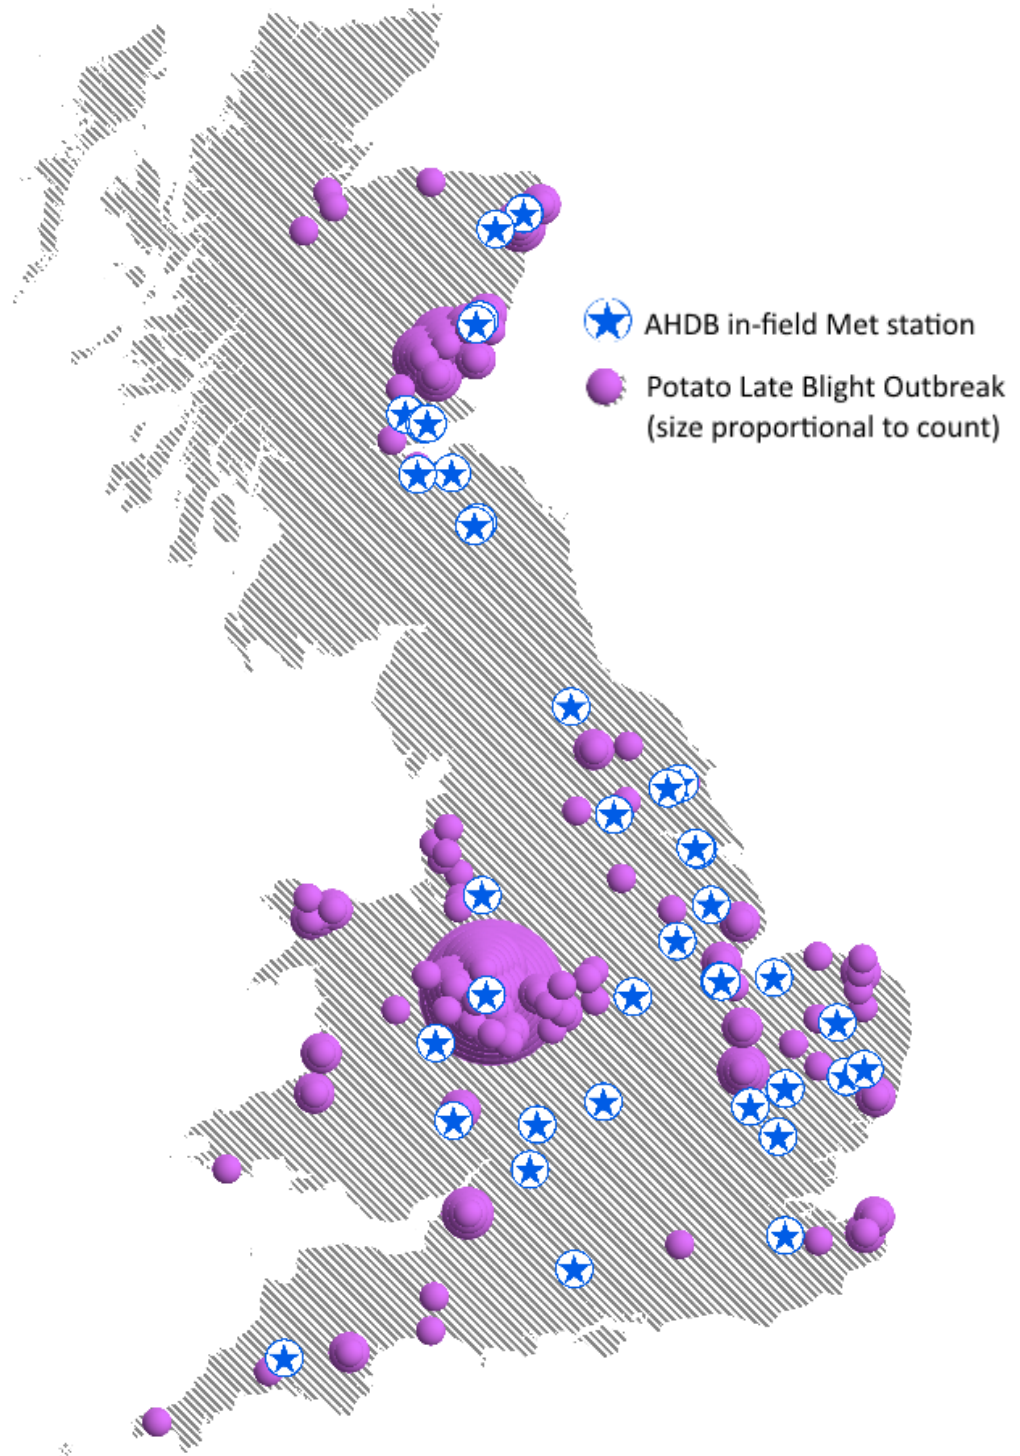 AHDB in-field Met station
Potato Late Blight Outbreak
(size proportional to count)